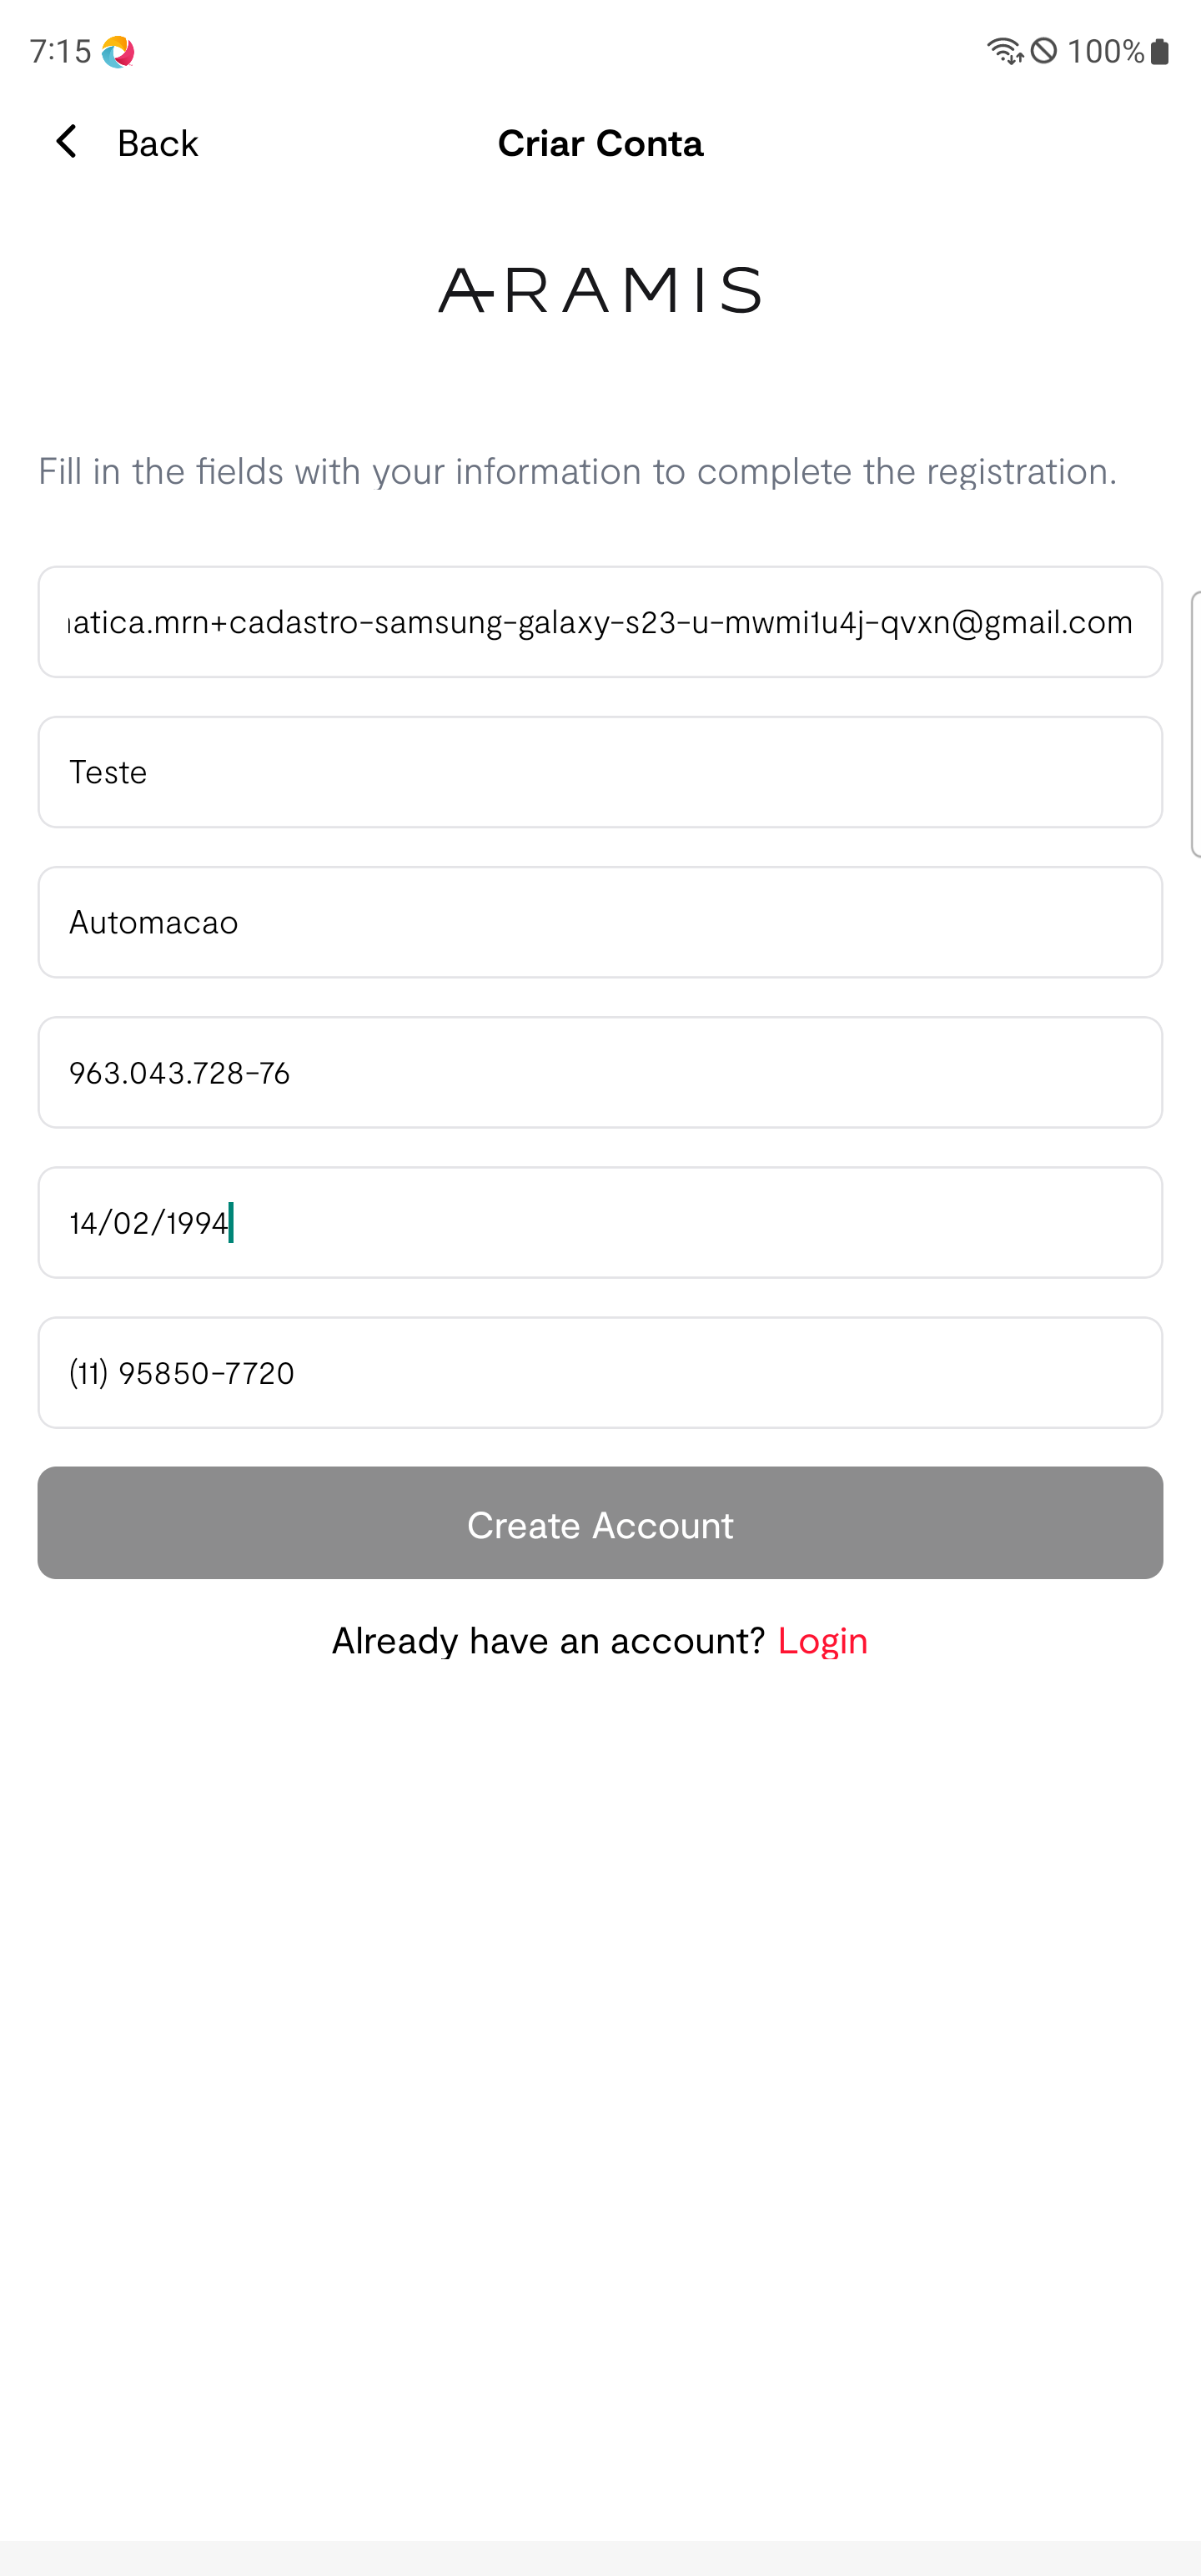 7:15
100%
Back
Criar Conta
ARAMIS
Fill in the fields with your information to complete the registration.
atica.mrn+cadastro-samsung-galaxy-s23-u-mwmi1u4j-qvxn@gmail.com
Teste
Automacao
963.043.728-76
14/02/1994
(11) 95850-7720
Create Account
Already have an account? Login